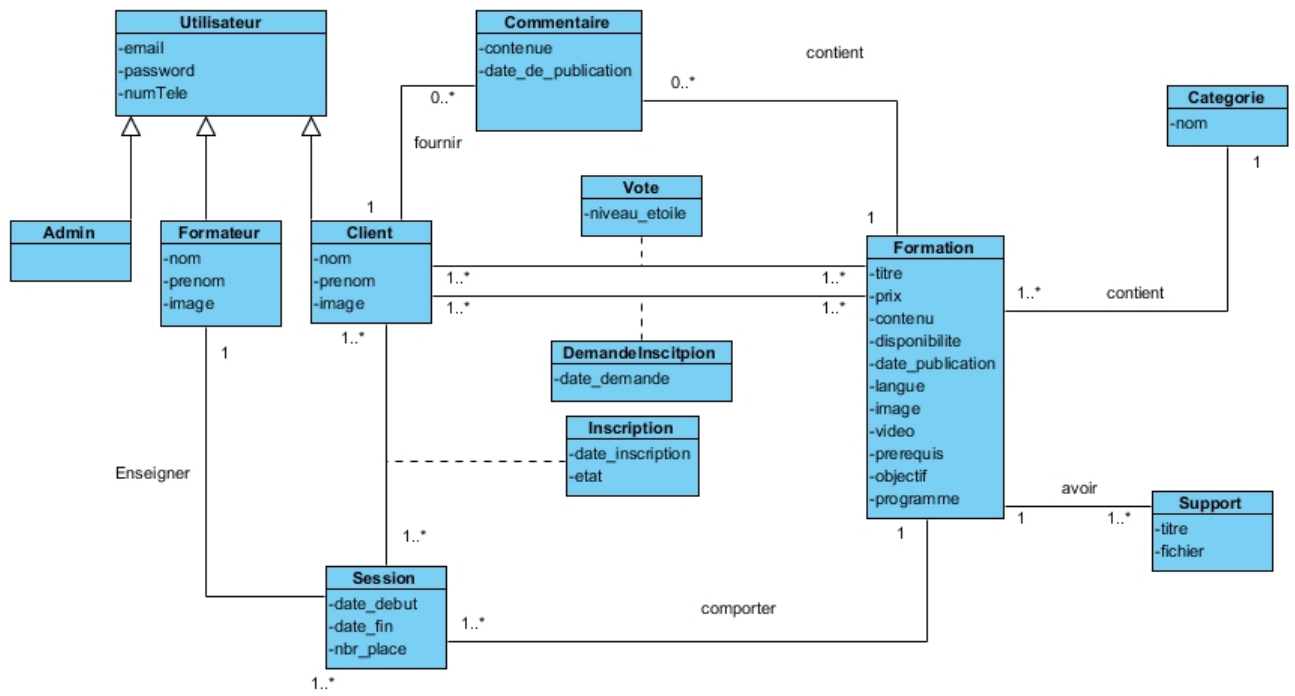 Utilisateur
-email
-password
-numTele
Commentaire
-contenue
-date_de_publication
contient
0..*
0..*
fournir
1
Categorie
-nom
1
Vote
-niveau_etoile
1
Admin
Formateur
-nom
-prenom
-image
1
Client
-nom
-prenom
-image
1..*
1..*
1..*
1..*
1..*
Formation
-titre
-prix
-contenu
-disponibilite
-date_publication
-langue
-image
-video
-prerequis
-objectif
-programme
1..*
contient
DemandeInscitpion
-date_demande
Inscription
-date_inscription
-etat
Enseigner
avoir
1
1..*
Support
-titre
-fichier
1
1..*
Session
-date_debut
-date_fin
-nbr_place
1..*
comporter
1..*